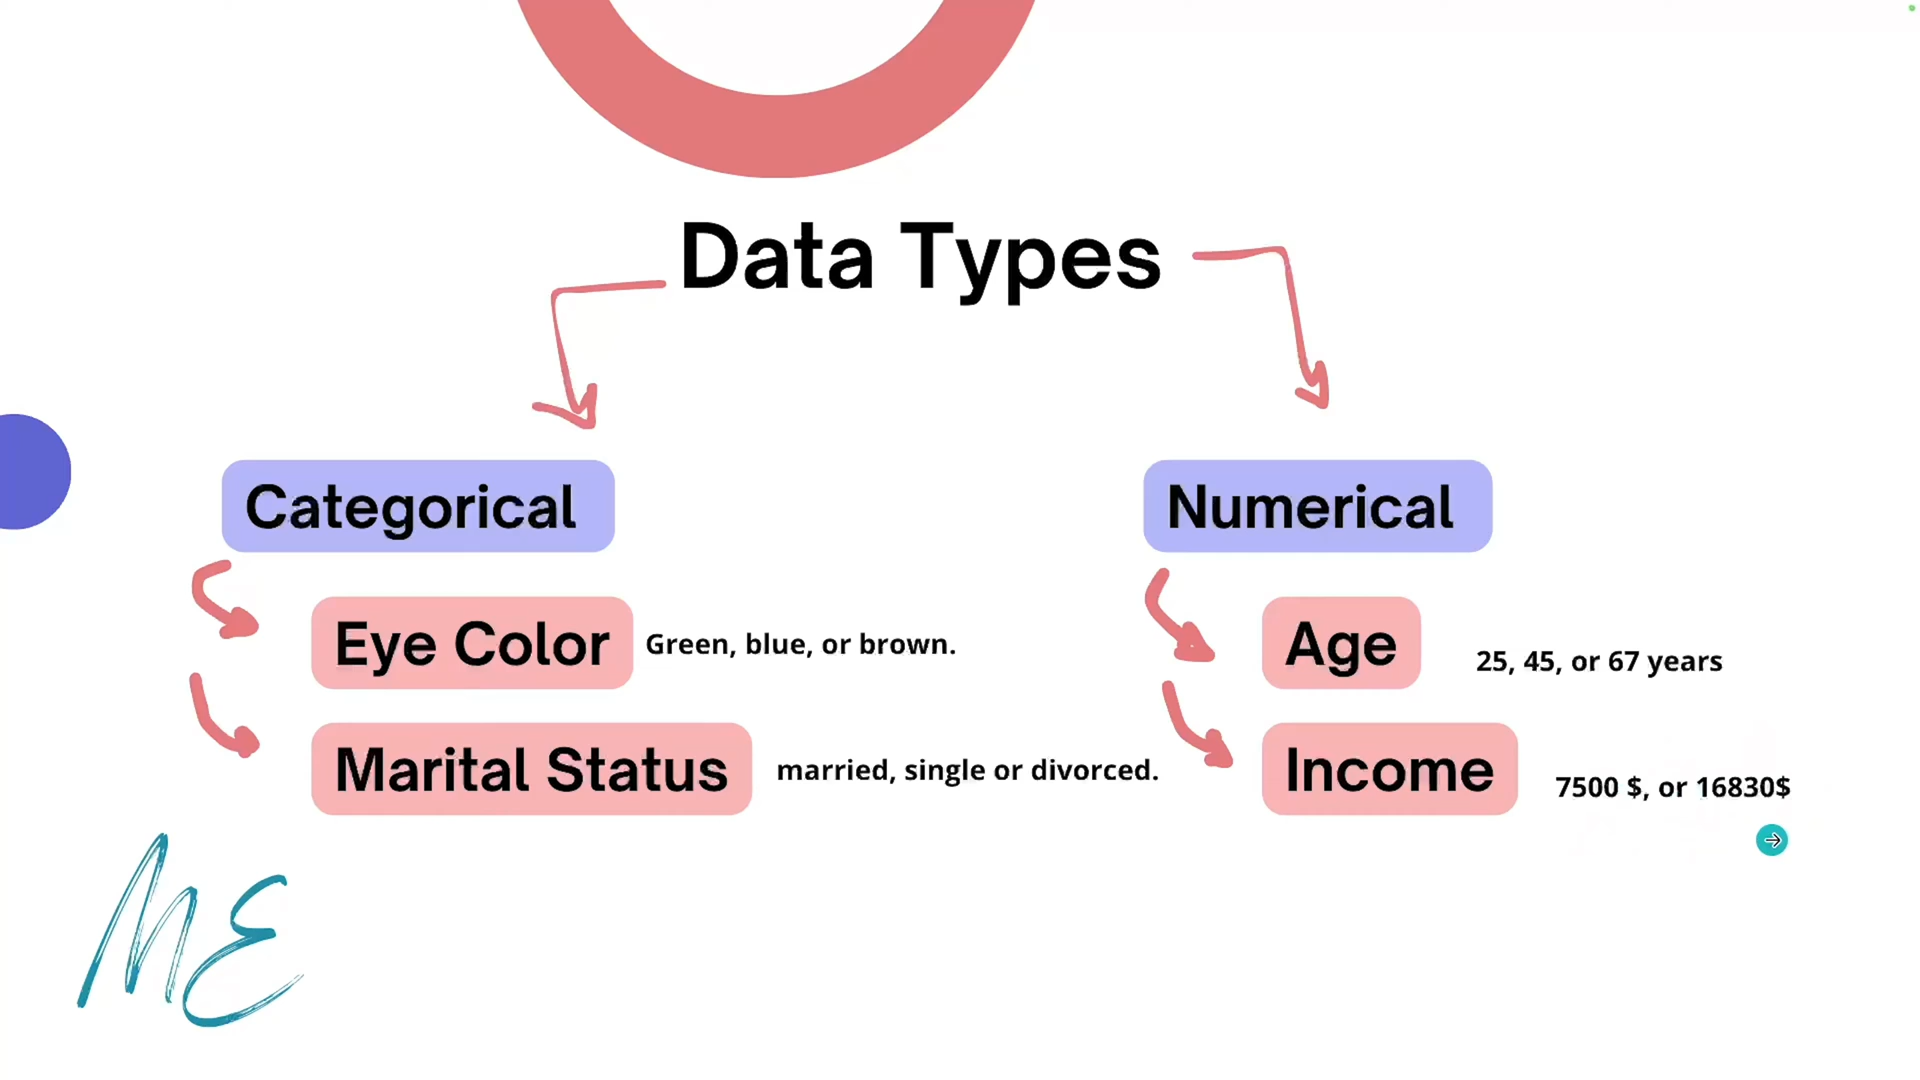 Data Types
Categorical
Eye Color
Green, blue, or brown.
Marital Status
married, single or divorced.
Numerical
Age
25, 45, or 67 years
Income
7500 $, or 16830$
ME